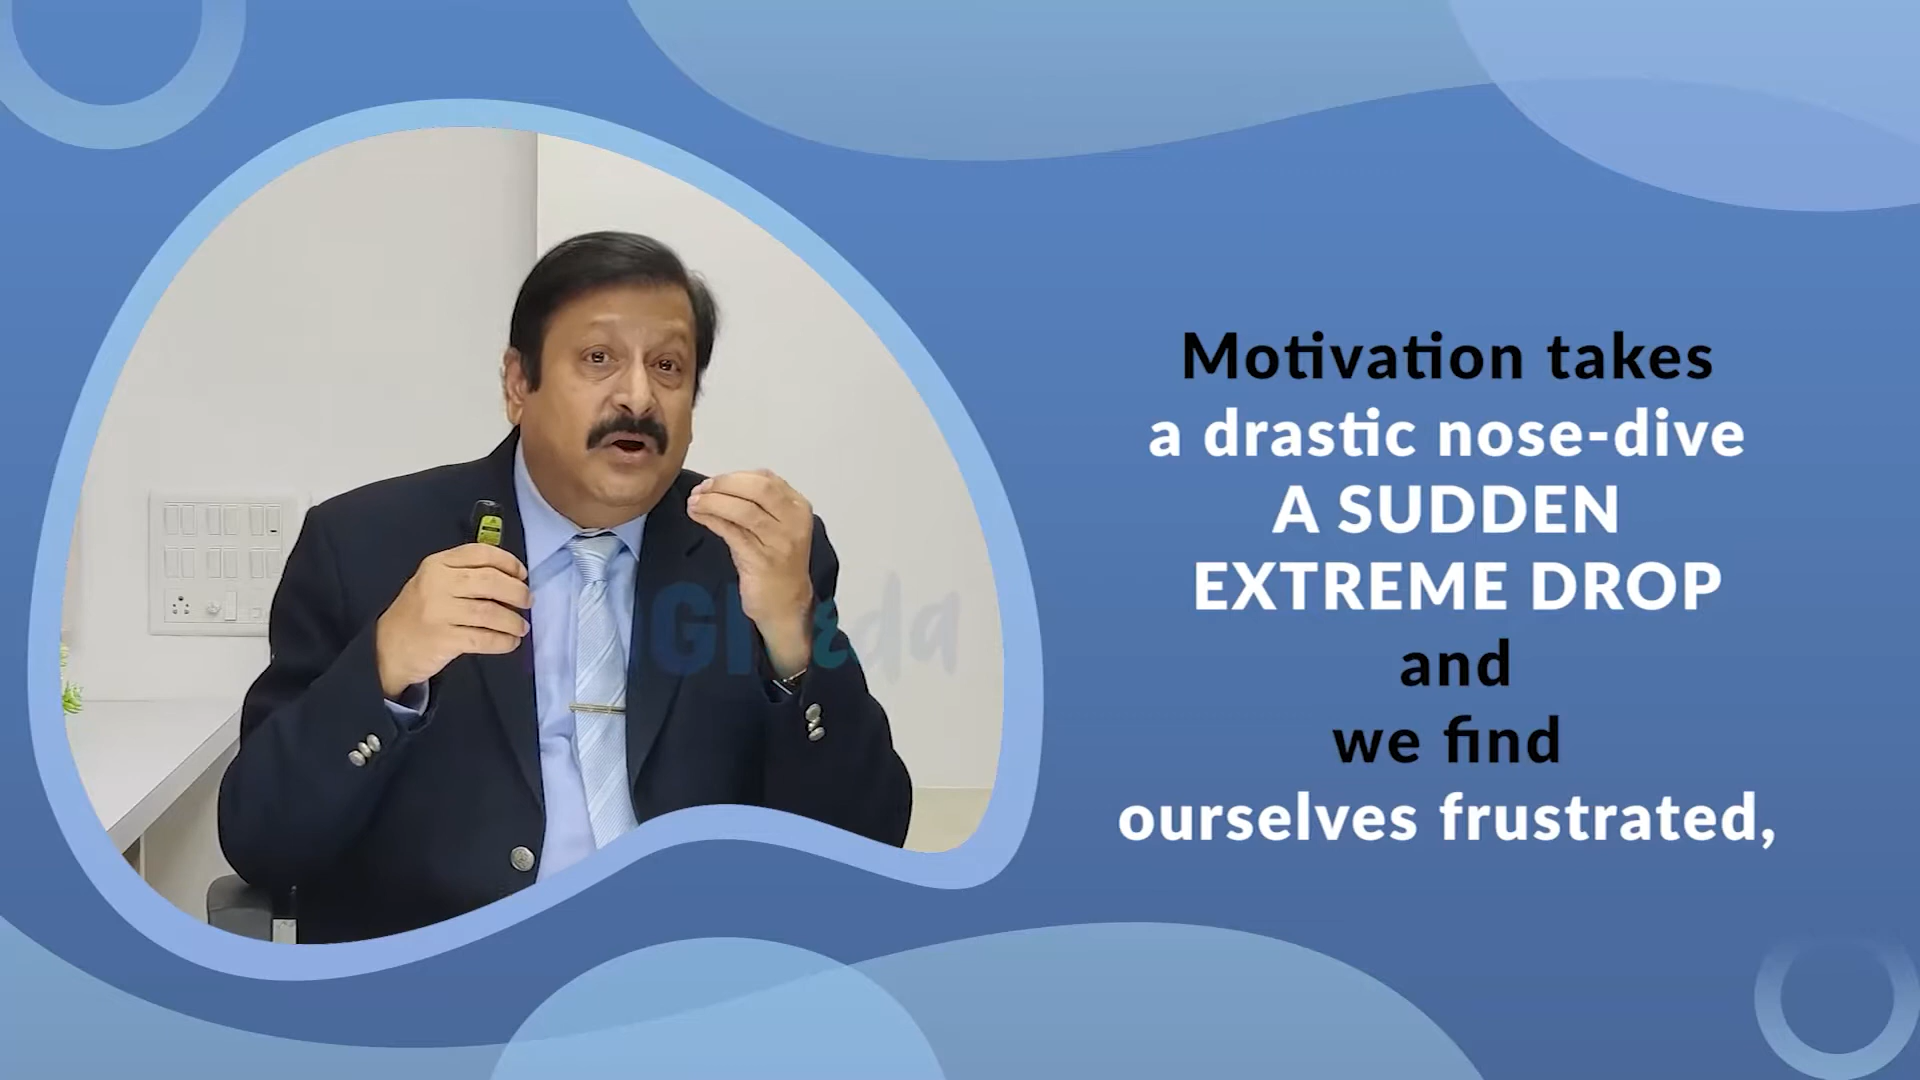 Motivation takes
a drastic nose-dive
A SUDDEN
EXTREME DROP
and
we find
ourselves frustrated,